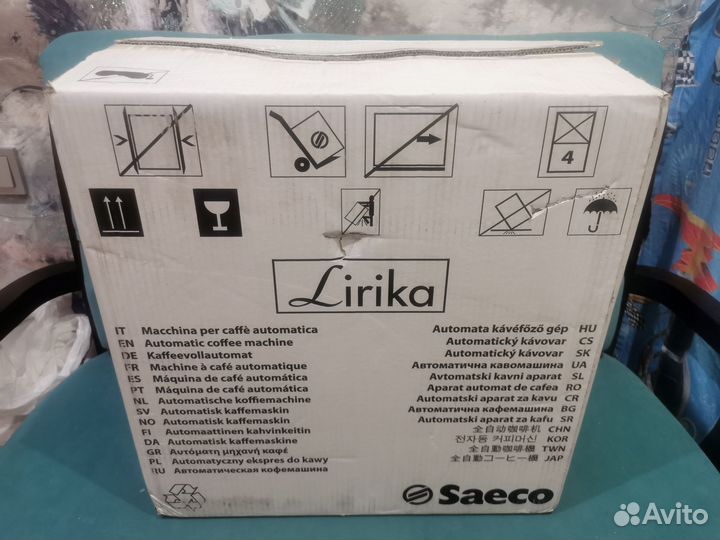 4
Lirika
IT Macchina per caffè automatica
EN Automatic coffee machine
DE Kaffeevollautomat
FR Machine à café automatique
ES Máquina de café automática
PT Máquina de café automática
NL Automatische koffiemachine
SV Automatisk kaffemaskin
NO Automatisk kaffemaskin
FI Automaattinen kahvinkeitin
DA Automatisk kaffemaskine
GR Αυτόματη μηχανή καφέ
PL Automatyczny ekspres do kawy
RU Автоматическая кофемашина
Automata kávéfőző gép HU
Automatický kávovar CS
Automatický kávovar SK
Автоматична кавомашина UA
Avtomatski kavni aparat SL
Aparat automat de cafea RO
Automatski aparat za kavu CR
Автоматична кафемашина BG
Automatski aparat za kafu SR
全自动咖啡机 CHN
전자동 커피머신 KOR
全自動咖啡機 TWN
全自動コーヒー機 JAP
Saeco
Avito